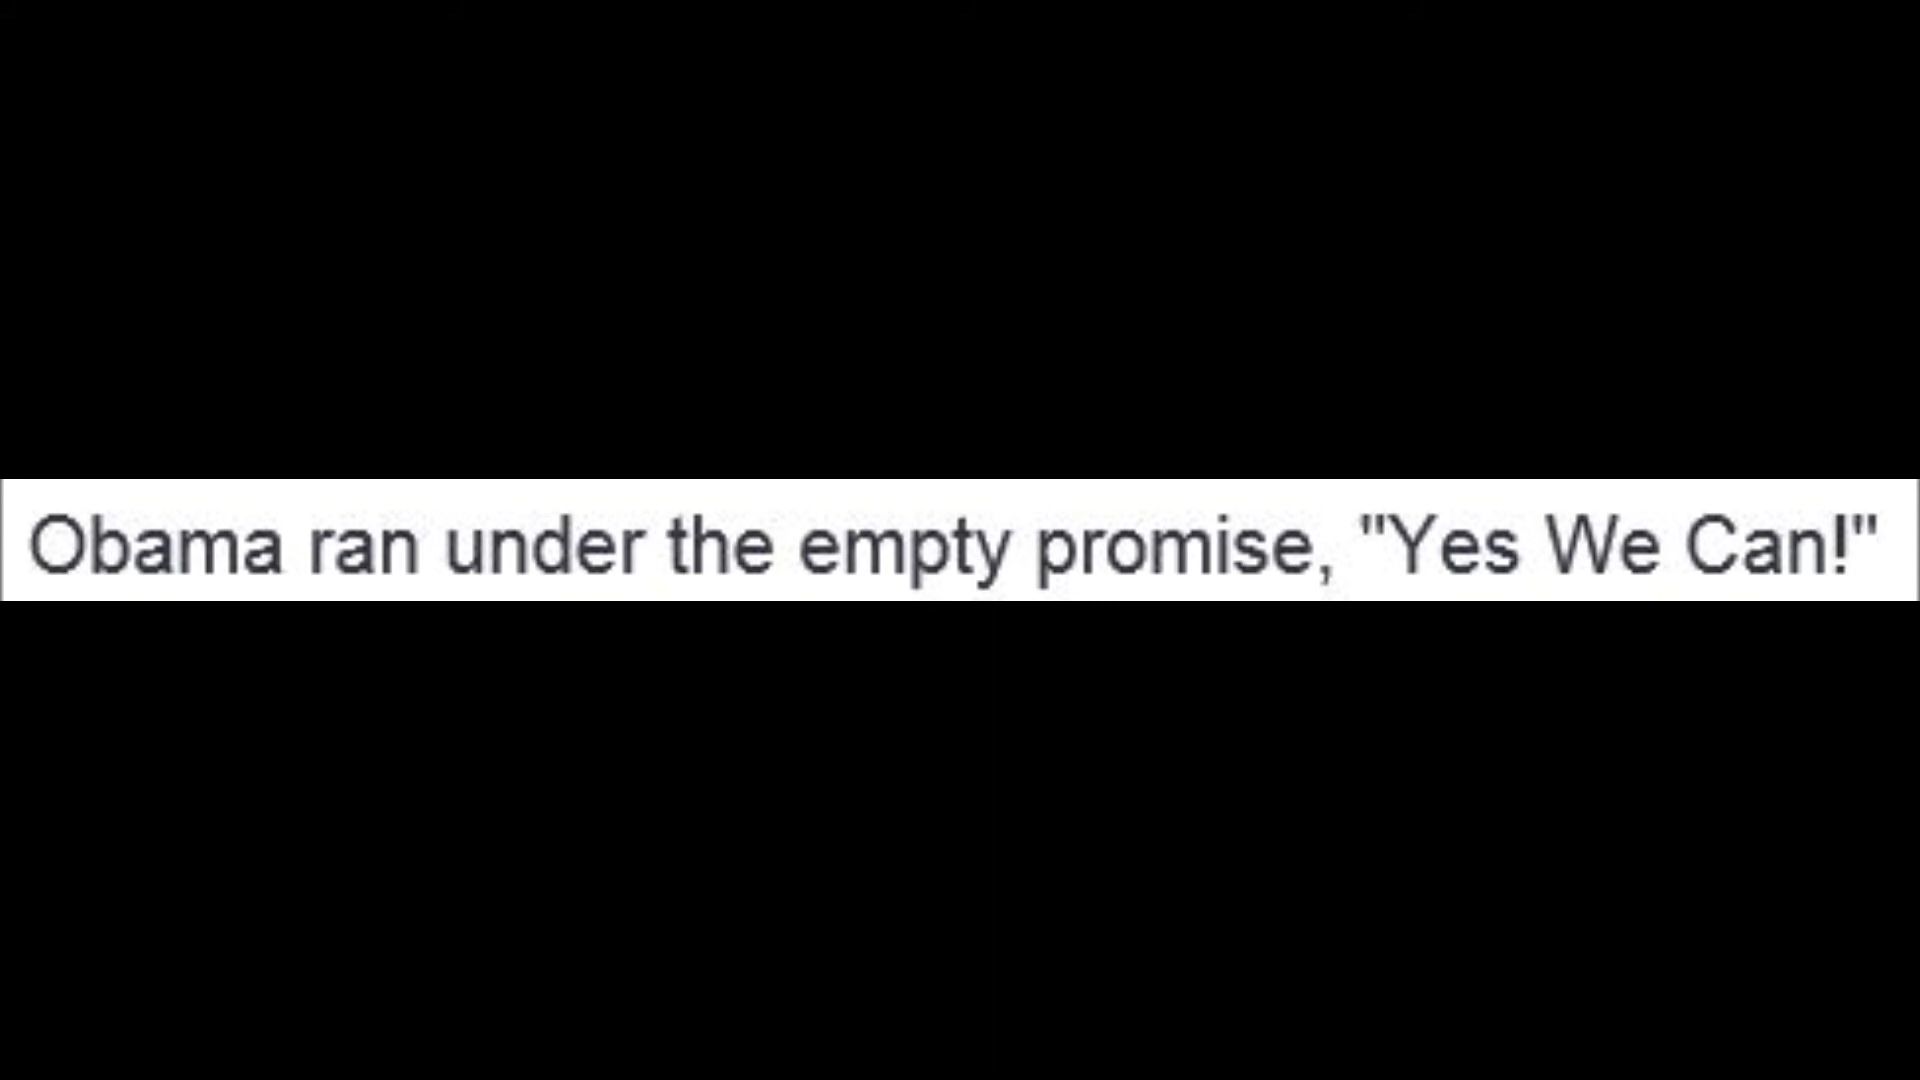 Obama ran under the empty promise, "Yes We Can!"